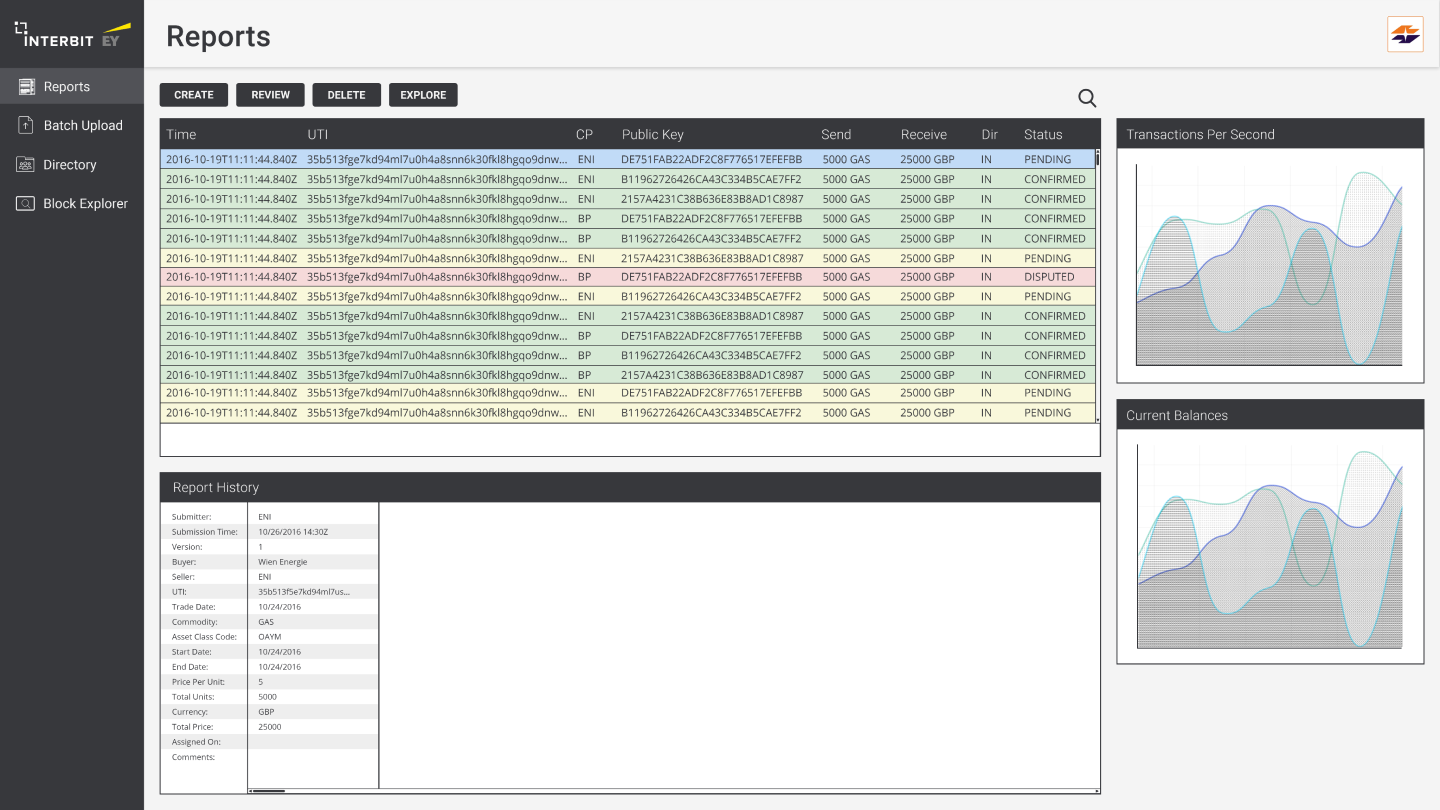 INTERBIT EY
Reports
Reports
Batch Upload
Directory
Block Explorer
CREATE REVIEW DELETE EXPLORE
Time UTI CP Public Key Send Receive Dir Status
2016-10-19T11:11:44.840Z 35b513fge7kd94ml7u0h4a8snn6k30fkl8hgqo9dnw... ENI DE751FAB22ADF2C8F776517EFEFBB 5000 GAS 25000 GBP IN PENDING
2016-10-19T11:11:44.840Z 35b513fge7kd94ml7u0h4a8snn6k30fkl8hgqo9dnw... ENI B11962726426CA43C334B5CAE7FF2 5000 GAS 25000 GBP IN CONFIRMED
2016-10-19T11:11:44.840Z 35b513fge7kd94ml7u0h4a8snn6k30fkl8hgqo9dnw... ENI 2157A4231C38B636E83B8AD1C8987 5000 GAS 25000 GBP IN CONFIRMED
2016-10-19T11:11:44.840Z 35b513fge7kd94ml7u0h4a8snn6k30fkl8hgqo9dnw... BP DE751FAB22ADF2C8F776517EFEFBB 5000 GAS 25000 GBP IN CONFIRMED
2016-10-19T11:11:44.840Z 35b513fge7kd94ml7u0h4a8snn6k30fkl8hgqo9dnw... BP B11962726426CA43C334B5CAE7FF2 5000 GAS 25000 GBP IN CONFIRMED
2016-10-19T11:11:44.840Z 35b513fge7kd94ml7u0h4a8snn6k30fkl8hgqo9dnw... ENI 2157A4231C38B636E83B8AD1C8987 5000 GAS 25000 GBP IN PENDING
2016-10-19T11:11:44.840Z 35b513fge7kd94ml7u0h4a8snn6k30fkl8hgqo9dnw... BP DE751FAB22ADF2C8F776517EFEFBB 5000 GAS 25000 GBP IN DISPUTED
2016-10-19T11:11:44.840Z 35b513fge7kd94ml7u0h4a8snn6k30fkl8hgqo9dnw... ENI B11962726426CA43C334B5CAE7FF2 5000 GAS 25000 GBP IN PENDING
2016-10-19T11:11:44.840Z 35b513fge7kd94ml7u0h4a8snn6k30fkl8hgqo9dnw... ENI 2157A4231C38B636E83B8AD1C8987 5000 GAS 25000 GBP IN CONFIRMED
2016-10-19T11:11:44.840Z 35b513fge7kd94ml7u0h4a8snn6k30fkl8hgqo9dnw... BP DE751FAB22ADF2C8F776517EFEFBB 5000 GAS 25000 GBP IN CONFIRMED
2016-10-19T11:11:44.840Z 35b513fge7kd94ml7u0h4a8snn6k30fkl8hgqo9dnw... BP B11962726426CA43C334B5CAE7FF2 5000 GAS 25000 GBP IN CONFIRMED
2016-10-19T11:11:44.840Z 35b513fge7kd94ml7u0h4a8snn6k30fkl8hgqo9dnw... BP 2157A4231C38B636E83B8AD1C8987 5000 GAS 25000 GBP IN CONFIRMED
2016-10-19T11:11:44.840Z 35b513fge7kd94ml7u0h4a8snn6k30fkl8hgqo9dnw... ENI DE751FAB22ADF2C8F776517EFEFBB 5000 GAS 25000 GBP IN PENDING
2016-10-19T11:11:44.840Z 35b513fge7kd94ml7u0h4a8snn6k30fkl8hgqo9dnw... ENI B11962726426CA43C334B5CAE7FF2 5000 GAS 25000 GBP IN PENDING
Report History
Submitter: ENI
Submission Time: 10/26/2016 14:30Z
Version: 1
Buyer: Wien Energie
Seller: ENI
UTI: 35b513f5e7kd94ml7us...
Trade Date: 10/24/2016
Commodity: GAS
Asset Class Code: OAYM
Start Date: 10/24/2016
End Date: 10/24/2016
Price Per Unit: 5
Total Units: 5000
Currency: GBP
Total Price: 25000
Assigned On:
Comments:
Transactions Per Second
Current Balances